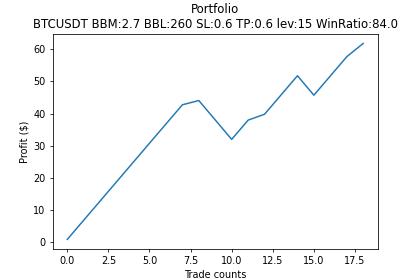 Portfolio
BTCUSDT BBM:2.7 BBL:260 SL:0.6 TP:0.6 lev:15 WinRatio:84.0
60
50
40
30
20
10
0
Profit ($)
0.0 2.5 5.0 7.5 10.0 12.5 15.0 17.5
Trade counts